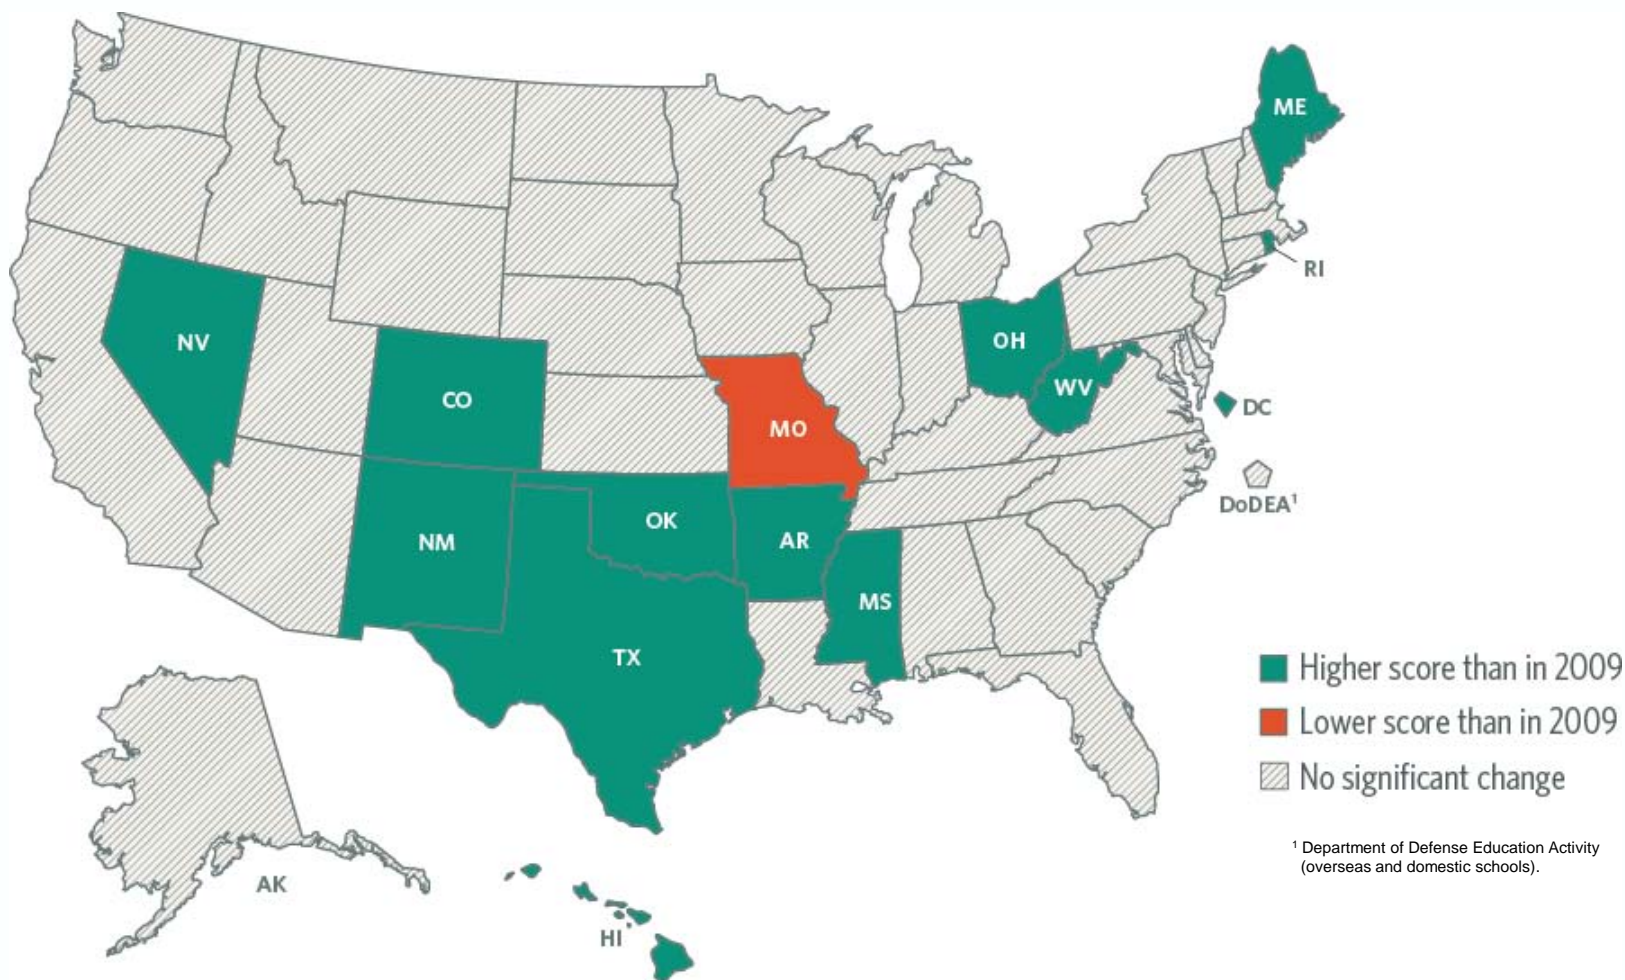 ME
RI
NV
OH
CO
WV
DC
MO
DoDEA¹
OK
NM
AR
MS
TX
Higher score than in 2009
Lower score than in 2009
No significant change
¹ Department of Defense Education Activity
(overseas and domestic schools).
AK
HI